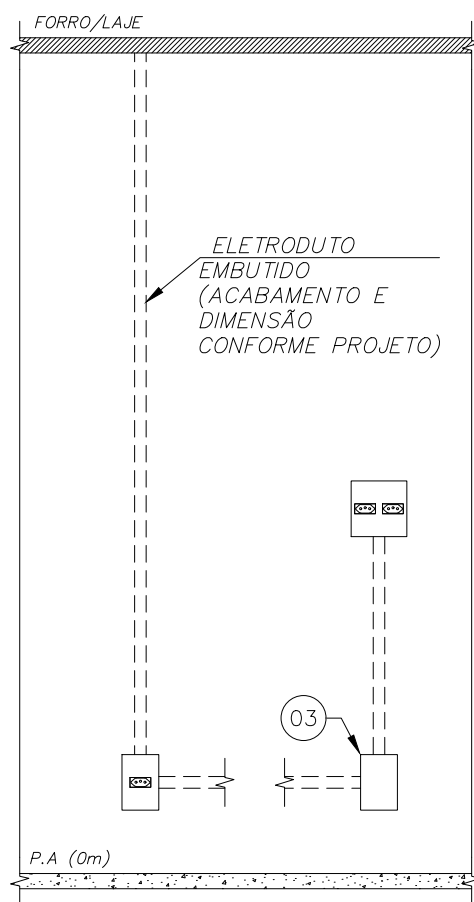 FORRO/LAJE
ELETRODUTO
EMBUTIDO
(ACABAMENTO E
DIMENSÃO
CONFORME PROJETO)
03
P.A (0m)